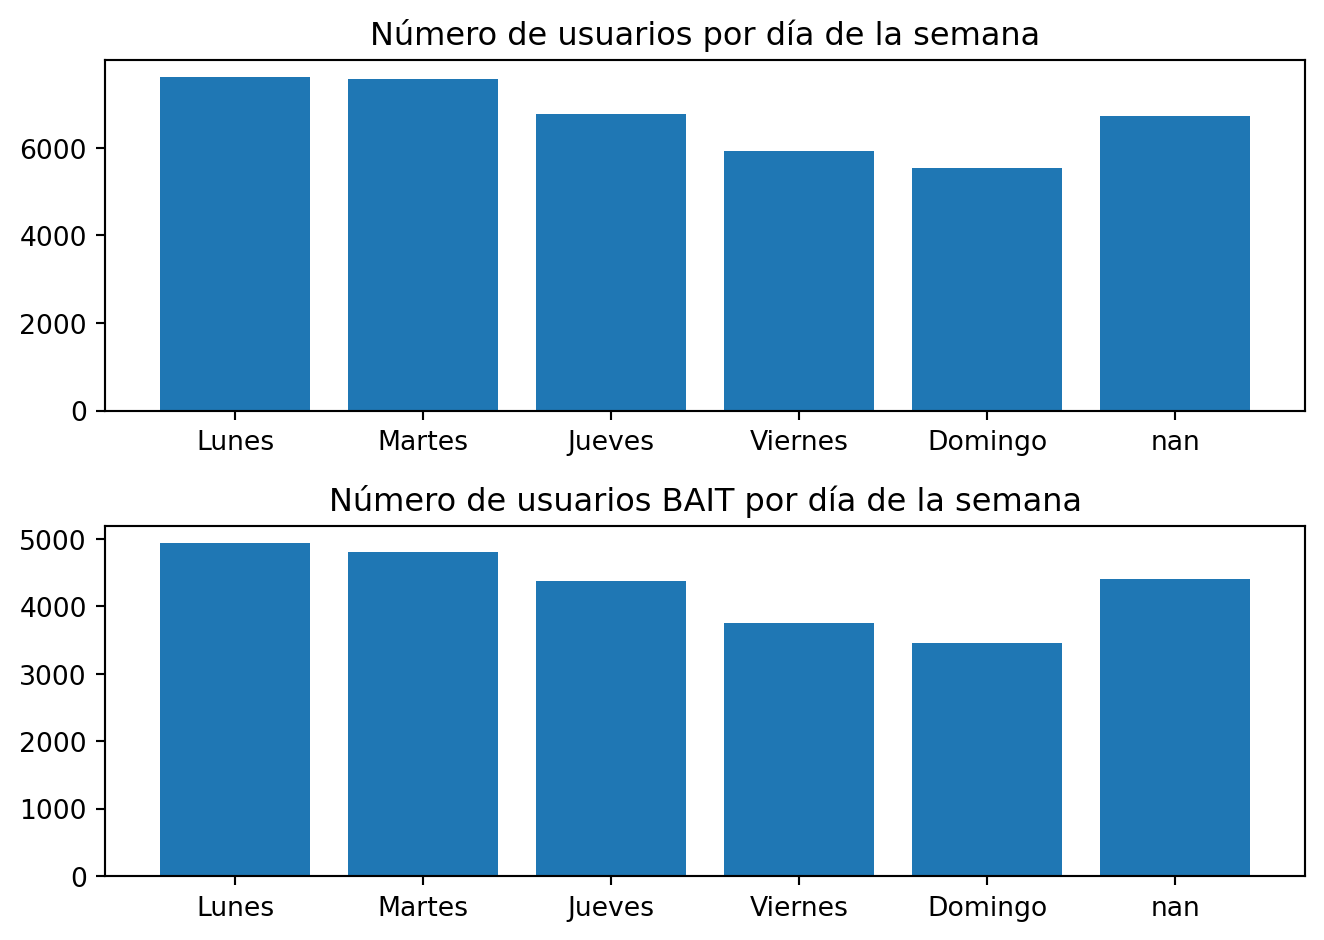 Número de usuarios por día de la semana
6000
4000
2000
0
Lunes Martes Jueves Viernes Domingo nan
Número de usuarios BAIT por día de la semana
5000
4000
3000
2000
1000
0
Lunes Martes Jueves Viernes Domingo nan